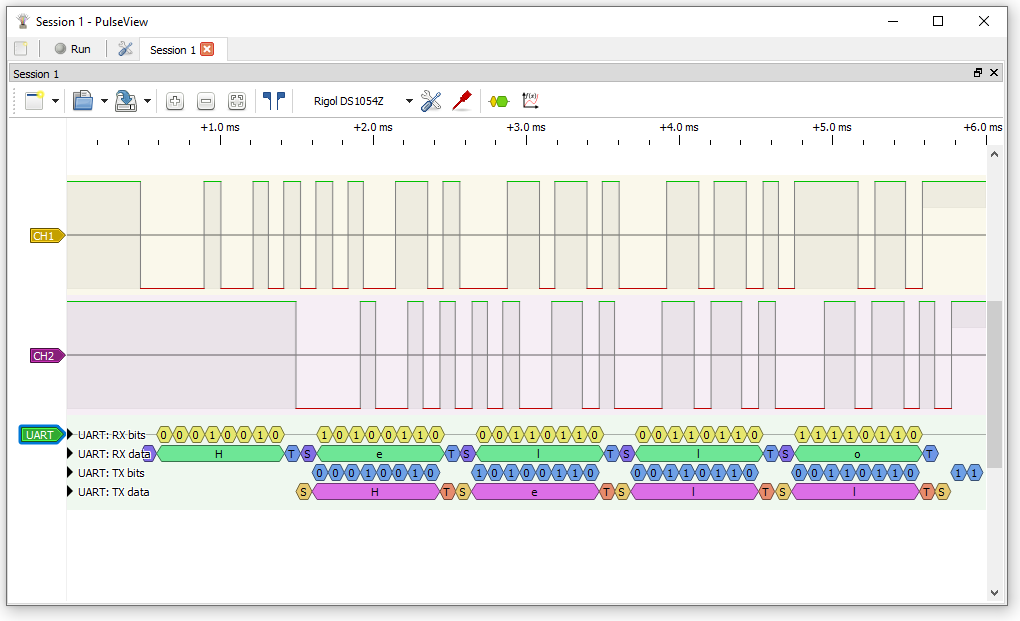 Session 1 - PulseView
Run
Session 1
Session 1
Rigol DS1054Z
f(x)
+1.0 ms +2.0 ms +3.0 ms +4.0 ms +5.0 ms +6.0 ms
CH1
CH2
UART UART: RX bits 0 0 0 1 0 0 1 0 1 0 1 0 0 1 1 0 0 0 1 1 0 1 1 0 0 0 1 1 0 1 1 0 1 1 1 1 0 1 1 0
UART: RX data S H T S e T S l T S l T S o T
UART: TX bits 0 0 0 1 0 0 1 0 1 0 1 0 0 1 1 0 0 0 1 1 0 1 1 0 0 0 1 1 0 1 1 0 1 1
UART: TX data S H T S e T S l T S l T S